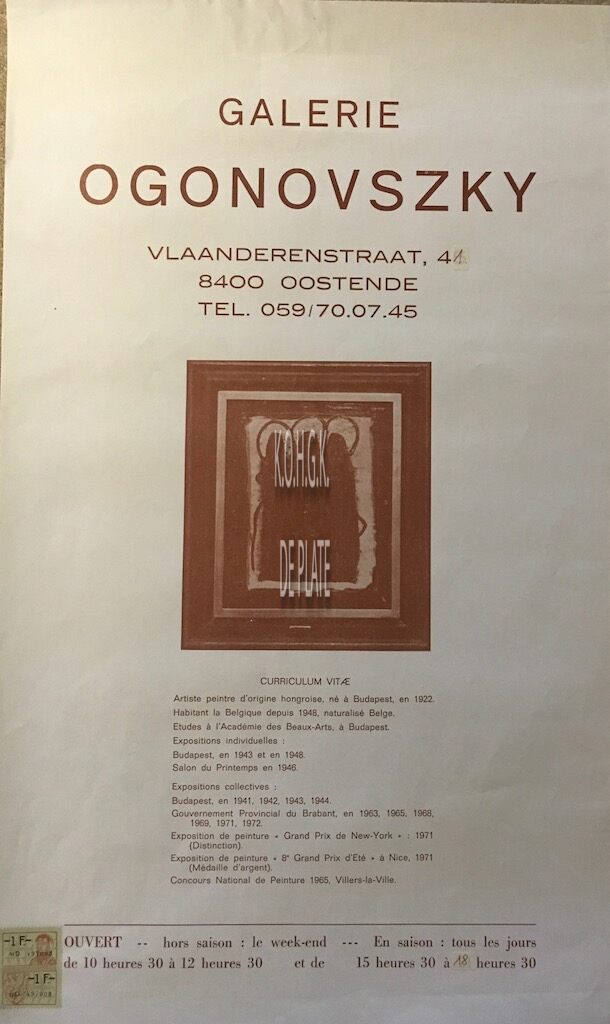 GALERIE
OGONOVSZKY
VLAANDERENSTRAAT, 41
8400 OOSTENDE
TEL. 059/70.07.45
K.O.H.G.K.
DE PLATE
CURRICULUM VITÆ
Artiste peintre d'origine hongroise, né à Budapest, en 1922.
Habitant la Belgique depuis 1948, naturalisé Belge.
Etudes à l'Académie des Beaux-Arts, à Budapest.
Expositions individuelles :
Budapest, en 1943 et en 1948.
Salon du Printemps en 1946.
Expositions collectives :
Budapest, en 1941, 1942, 1943, 1944.
Gouvernement Provincial du Brabant, en 1963, 1965, 1968,
1969, 1971, 1972.
Exposition de peinture « Grand Prix de New-York » : 1971
(Distinction).
Exposition de peinture « 8e Grand Prix d'Eté » à Nice, 1971
(Médaille d'argent).
Concours National de Peinture 1965, Villers-la-Ville.
OUVERT -- hors saison : le week-end --- En saison : tous les jours
de 10 heures 30 à 12 heures 30 et de 15 heures 30 à 18 heures 30
-1F-
-1F-